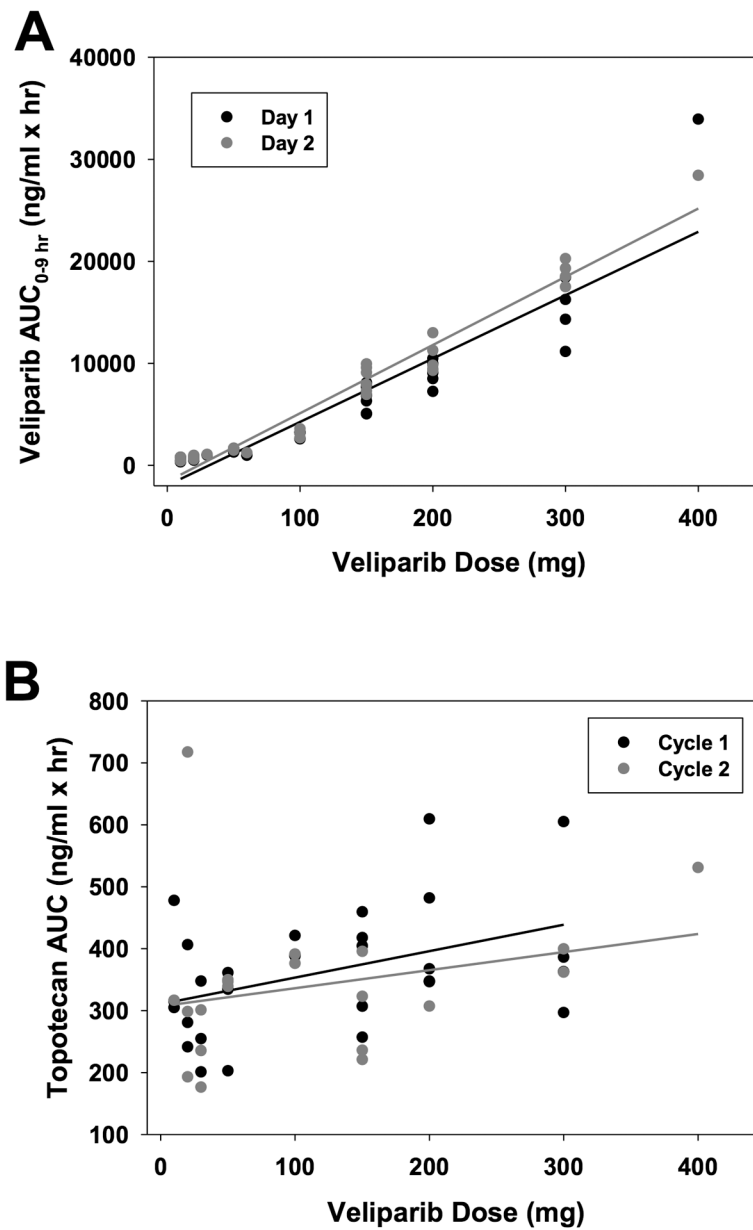 A
Veliparib AUC0-9 hr (ng/ml x hr)
40000
30000
20000
10000
0
Day 1
Day 2
0 100 200 300 400
Veliparib Dose (mg)
B
Topotecan AUC (ng/ml x hr)
800
700
600
500
400
300
200
100
Cycle 1
Cycle 2
0 100 200 300 400
Veliparib Dose (mg)